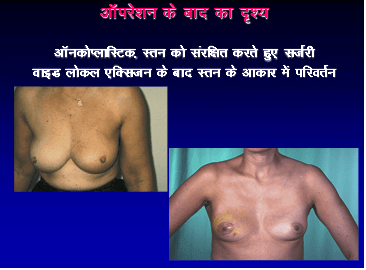 ऑपरेशन के बाद का दृश्य
ऑनकोप्लास्टिक, स्तन को संरक्षित करते हुए सर्जरी
वाइड लोकल एक्सिजन के बाद स्तन के आकार में परिवर्तन